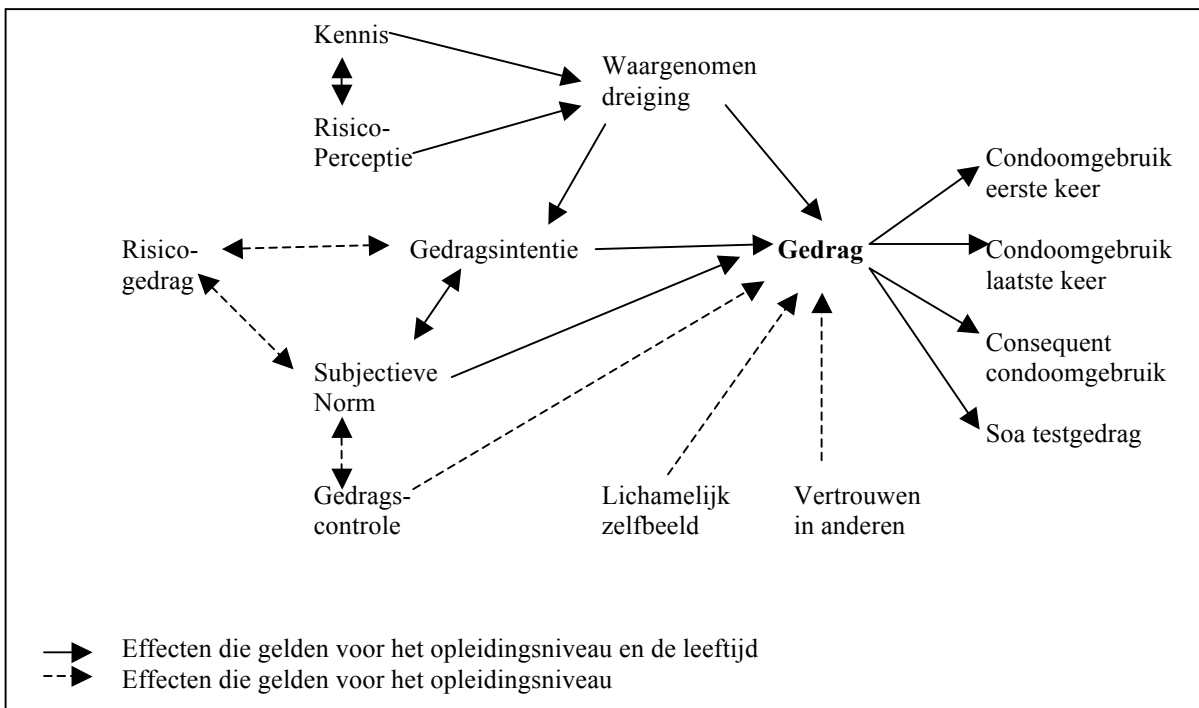 Kennis
Waargenomen
dreiging
Risico-
Perceptie
Condoomgebruik
eerste keer
Risico-
gedrag
Gedragsintentie
Gedrag
Condoomgebruik
laatste keer
Subjectieve
Norm
Consequent
condoomgebruik
Soa testgedrag
Gedrags-
controle
Lichamelijk
zelfbeeld
Vertrouwen
in anderen
Effecten die gelden voor het opleidingsniveau en de leeftijd
Effecten die gelden voor het opleidingsniveau